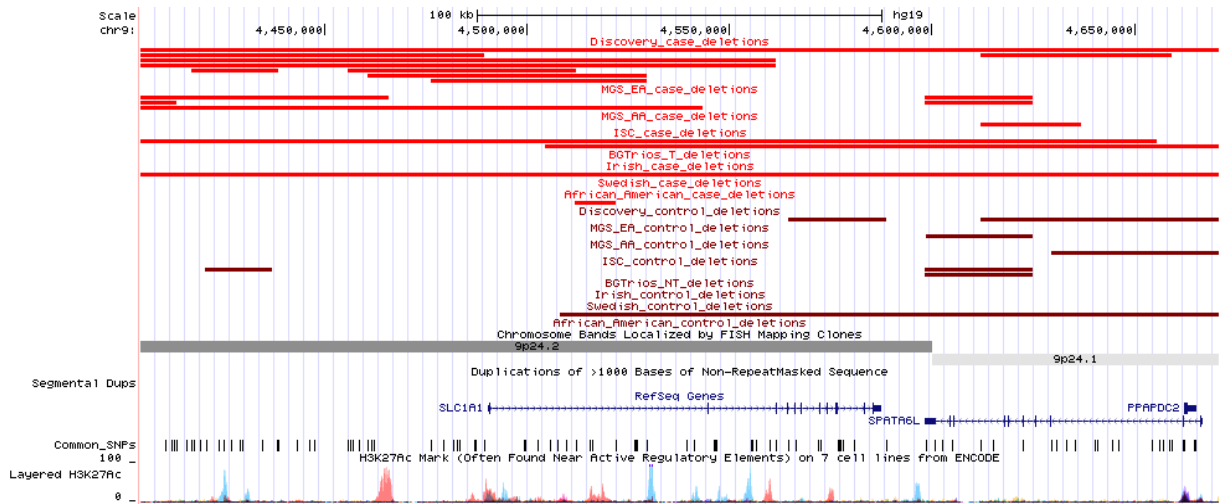 Scale 100 kb hg19
chr9: 4,450,000 4,500,000 4,550,000 4,600,000 4,650,000
Discovery_case_deletions
MGS_EA_case_deletions
MGS_AA_case_deletions
ISC_case_deletions
BGTrios_T_deletions
Irish_case_deletions
Swedish_case_deletions
African_American_case_deletions
Discovery_control_deletions
MGS_EA_control_deletions
MGS_AA_control_deletions
ISC_control_deletions
BGTrios_NT_deletions
Irish_control_deletions
Swedish_control_deletions
African_American_control_deletions
Chromosome Bands Localized by FISH Mapping Clones
9p24.2
9p24.1
Duplications of >1000 Bases of Non-RepeatMasked Sequence
Segmental Dups
RefSeq Genes
SLC1A1 PPAPDC2
SPATA6L
Common_SNPs
H3K27Ac Mark (Often Found Near Active Regulatory Elements) on 7 cell lines from ENCODE
100 _
Layered H3K27Ac
0 _